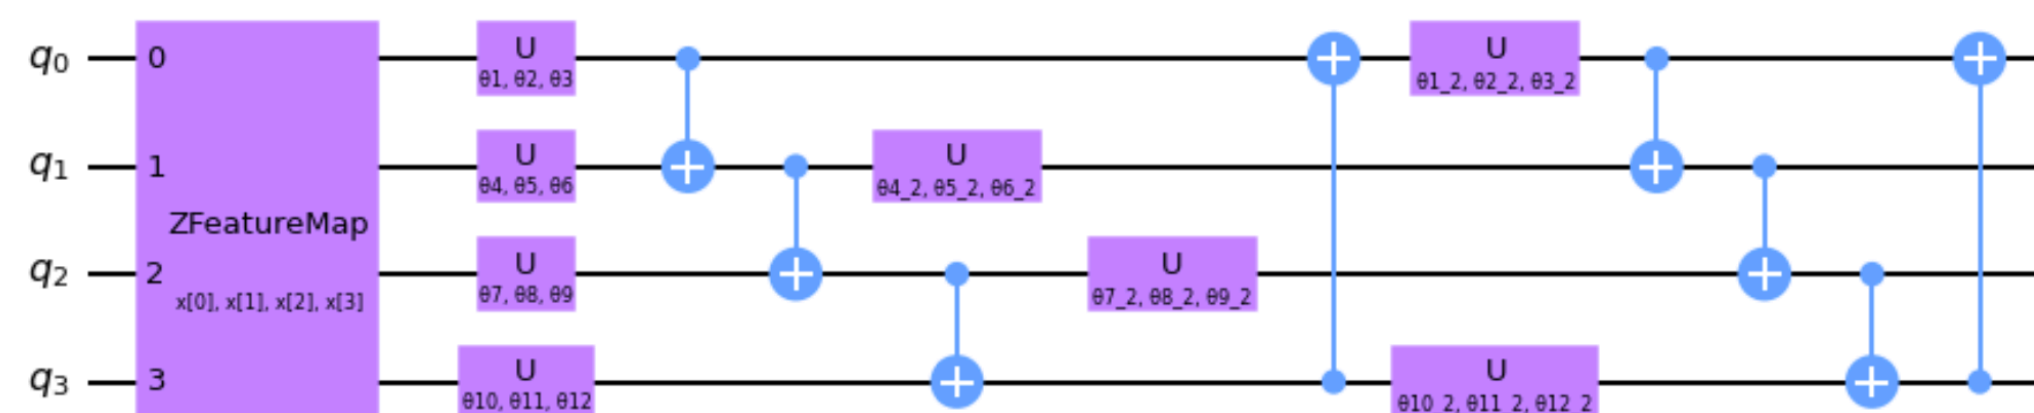 q0 0 U U
θ1, θ2, θ3 θ1_2, θ2_2, θ3_2
q1 1 U U
θ4, θ5, θ6 θ4_2, θ5_2, θ6_2
ZFeatureMap
q2 2 U U
x[0], x[1], x[2], x[3] θ7, θ8, θ9 θ7_2, θ8_2, θ9_2
q3 3 U U
θ10, θ11, θ12 θ10_2, θ11_2, θ12_2